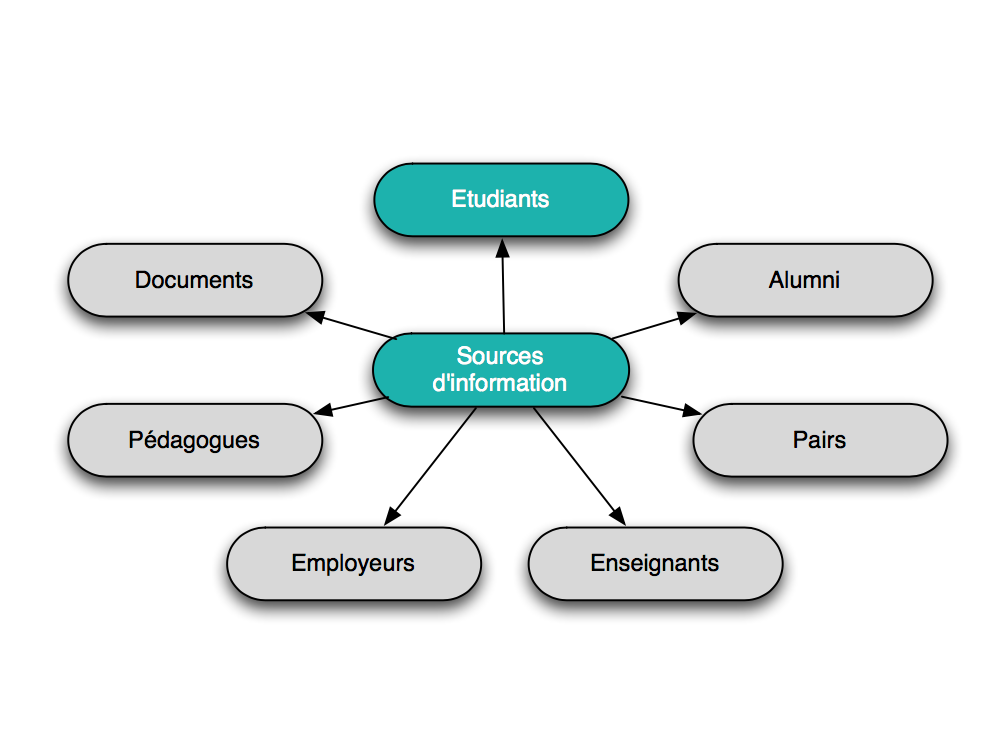 Etudiants
Documents
Alumni
Sources
d'information
Pédagogues
Pairs
Employeurs
Enseignants